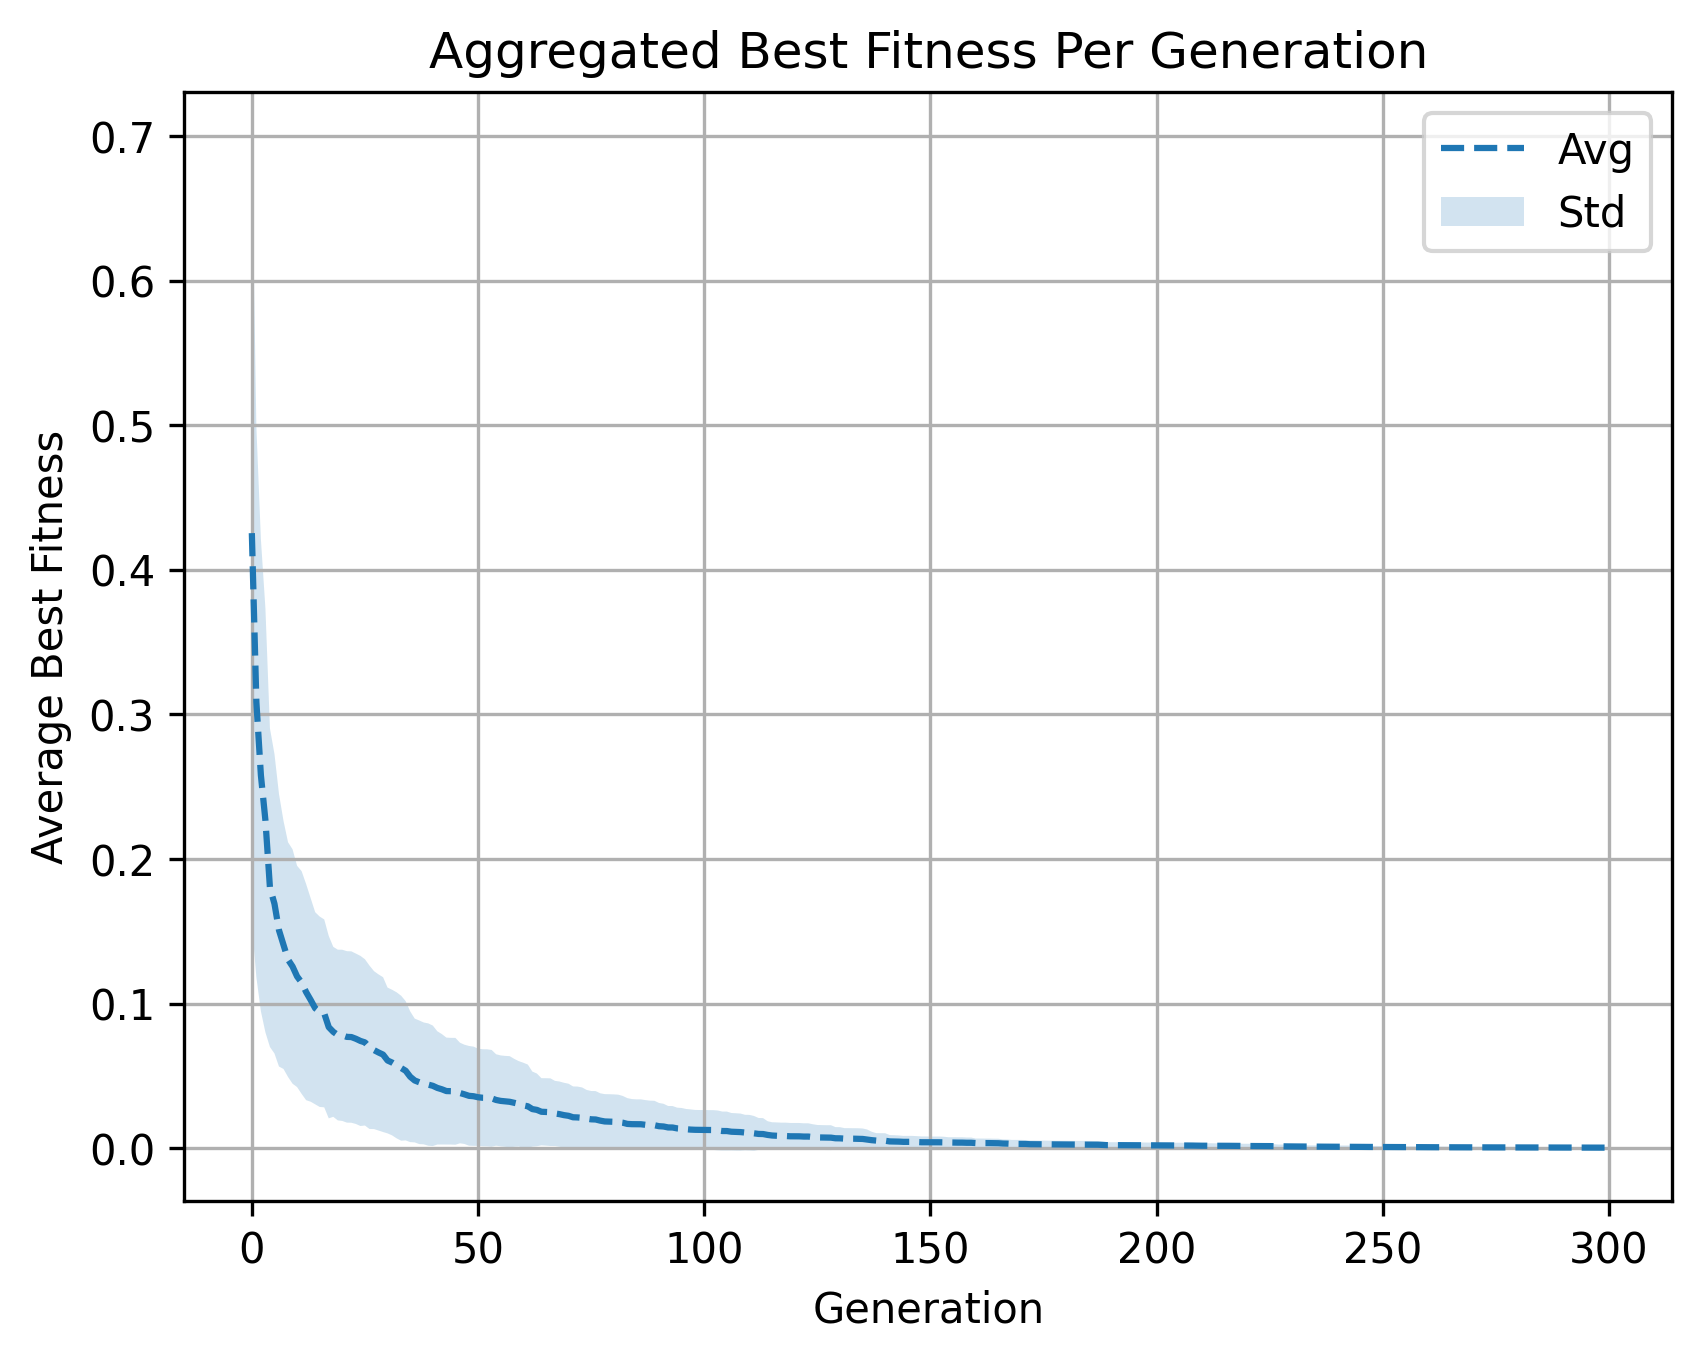 Aggregated Best Fitness Per Generation
Avg
Std
Average Best Fitness
0.7
0.6
0.5
0.4
0.3
0.2
0.1
0.0
0 50 100 150 200 250 300
Generation